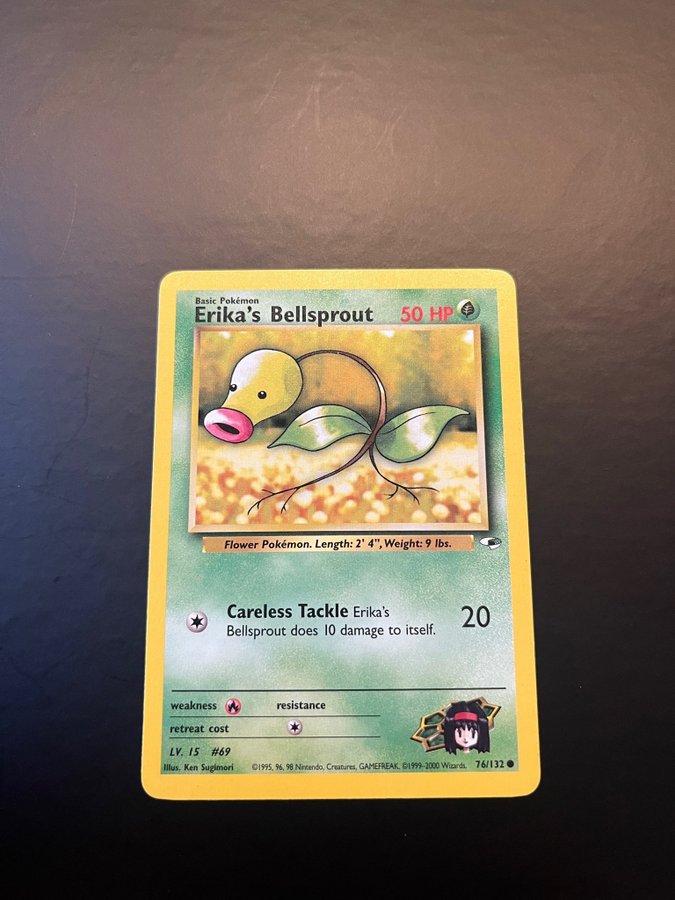 Basic Pokémon
Erika's Bellsprout 50 HP
Flower Pokémon. Length: 2' 4", Weight: 9 lbs.
Careless Tackle Erika's
Bellsprout does 10 damage to itself.
20
weakness resistance
retreat cost
LV. 15 #69
Illus. Ken Sugimori ©1995, 96, 98 Nintendo, Creatures, GAMEFREAK. ©1999-2000 Wizards. 76/132